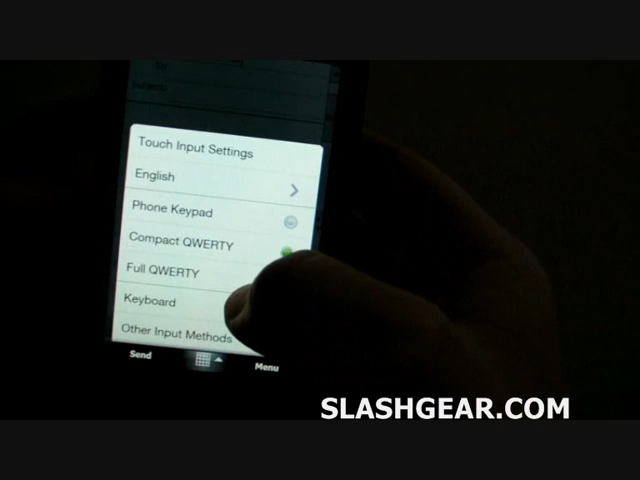 Touch Input Settings
English
Phone Keypad
Compact QWERTY
Full QWERTY
Keyboard
Other Input Methods
Send
Menu
SLASHGEAR.COM